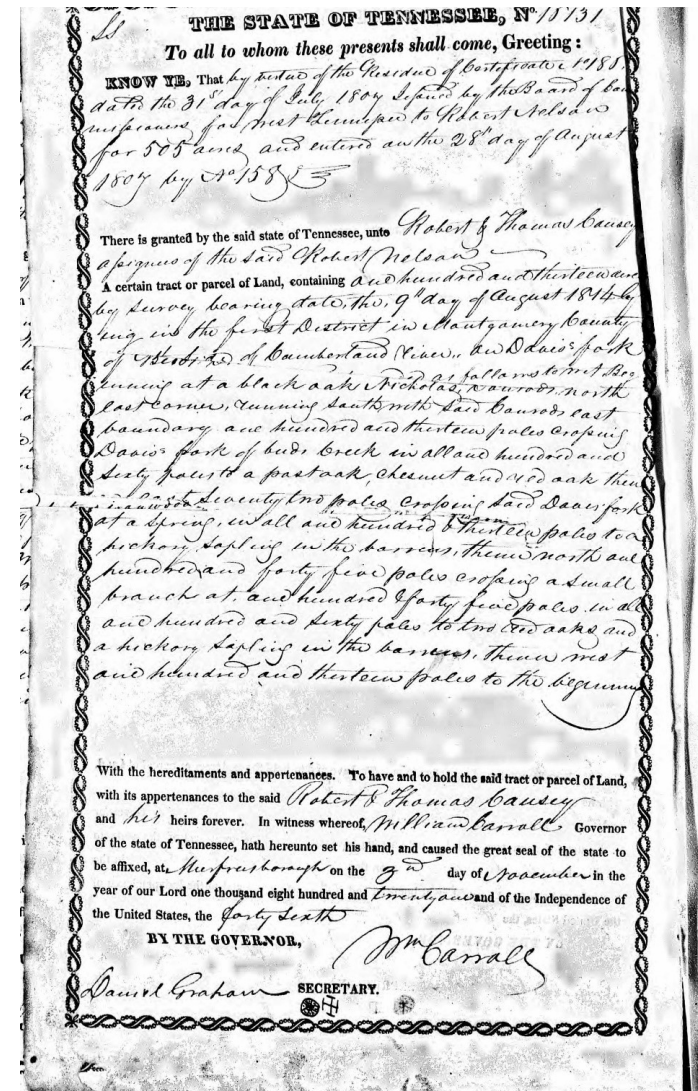 THE STATE OF TENNESSEE, No. 18731
Ls
To all to whom these presents shall come, Greeting:
KNOW YE, That by virtue of the Residue of Certificate No 188
dated the 31st day of July 1807 Issued by the Board of Com
missioners for West Tennessee to Robert Nelson
for 505 acres and entered on the 28th day of August
1807 by No 158
There is granted by the said state of Tennessee, unto Robert & Thomas Causey
assignees of the said Robert Nelson
A certain tract or parcel of Land, containing one hundred and thirteen acres
by survey bearing date, the, 9th day of August 1814 ly
ing in the first District in Montgomery County
of Cumberland River, on Davis' fork
as follows to wit Beg
inning at a black oak Nicholas Conrods north
east corner, running South with said Conrods east
boundary one hundred and thirteen poles crossing
Davis' fork of buds Creek in all one hundred and
sixty poles to a post oak, chesnut and red oak then
east seventy two poles crossing said Davis fork
at a spring, in all one hundred & thirteen poles to a
hickory sapling in the barrens, thence north one
hundred and forty five poles crossing a small
branch at, one hundred & forty five poles, in all
one hundred and sixty poles to two red oaks, and
a hickory sapling in the barrens, thence west
one hundred and thirteen poles to the beginning
With the hereditaments and appertenances. To have and to hold the said tract or parcel of Land,
with its appertenances to the said Robert & Thomas Causey
and his heirs forever. In witness whereof, William Carroll Governor
of the state of Tennessee, hath hereunto set his hand, and caused the great seal of the state to
be affixed, at Murfreesborough on the 3rd day of November in the
year of our Lord one thousand eight hundred and twenty one and of the Independence of
the United States, the forty sixth
BY THE GOVERNOR,
Wm Carroll
Daniel Graham SECRETARY.